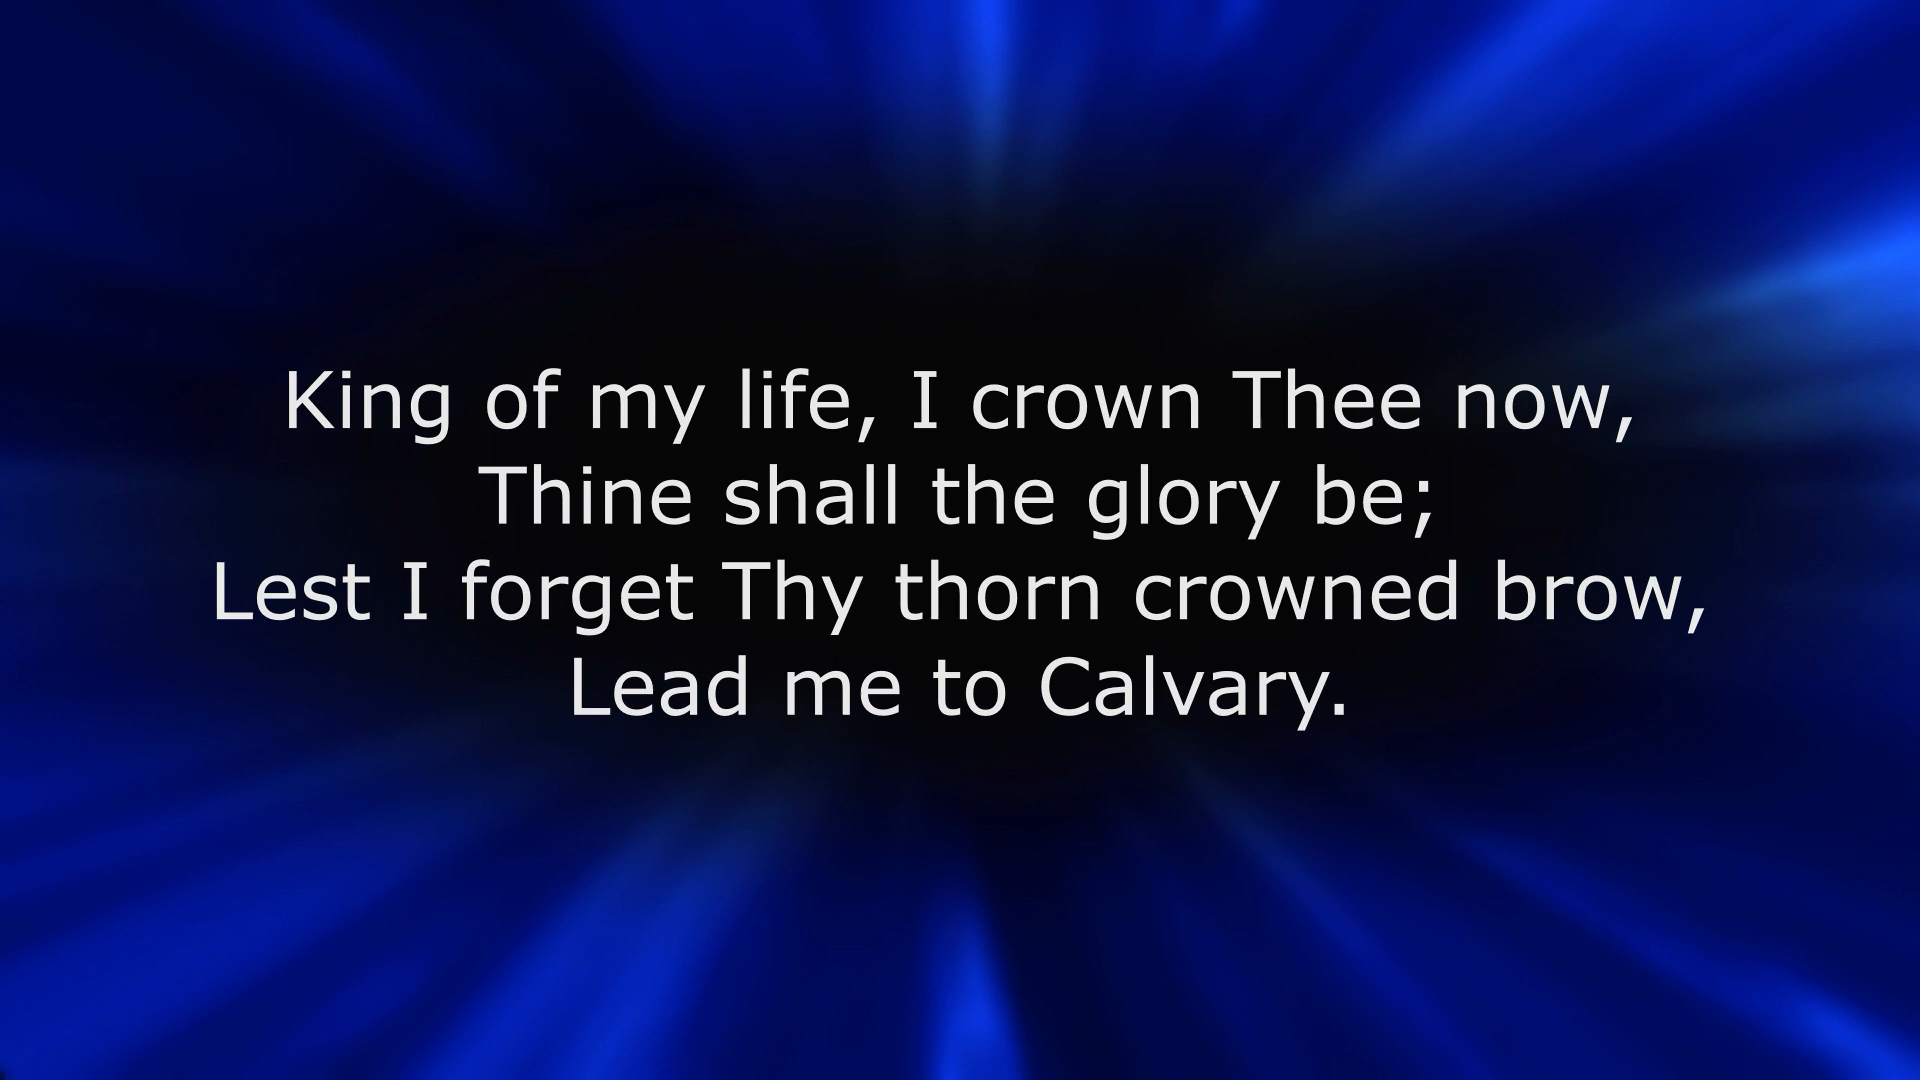 King of my life, I crown Thee now,
Thine shall the glory be;
Lest I forget Thy thorn crowned brow,
Lead me to Calvary.